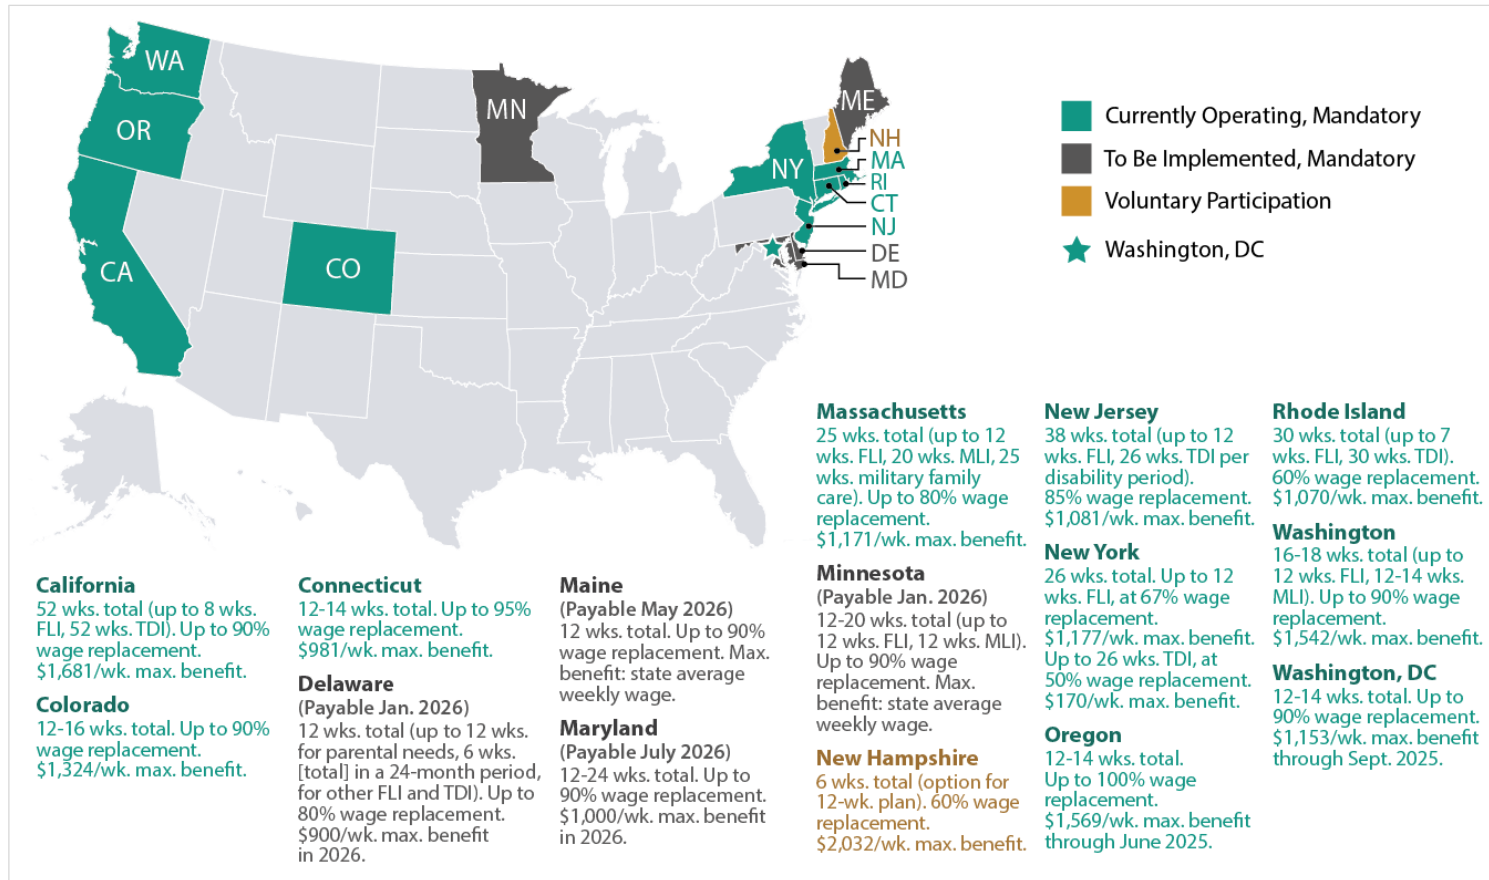 WA
OR
CA
CO
MN
ME
NY
NH
MA
RI
CT
NJ
DE
MD
Currently Operating, Mandatory
To Be Implemented, Mandatory
Voluntary Participation
Washington, DC
California
52 wks. total (up to 8 wks.
FLI, 52 wks. TDI). Up to 90%
wage replacement.
$1,681/wk. max. benefit.
Colorado
12-16 wks. total. Up to 90%
wage replacement.
$1,324/wk. max. benefit.
Connecticut
12-14 wks. total. Up to 95%
wage replacement.
$981/wk. max. benefit.
Delaware
(Payable Jan. 2026)
12 wks. total (up to 12 wks.
for parental needs, 6 wks.
[total] in a 24-month period,
for other FLI and TDI). Up to
80% wage replacement.
$900/wk. max. benefit
in 2026.
Maine
(Payable May 2026)
12 wks. total. Up to 90%
wage replacement. Max.
benefit: state average
weekly wage.
Maryland
(Payable July 2026)
12-24 wks. total. Up to
90% wage replacement.
$1,000/wk. max. benefit
in 2026.
Massachusetts
25 wks. total (up to 12
wks. FLI, 20 wks. MLI, 25
wks. military family
care). Up to 80% wage
replacement.
$1,171/wk. max. benefit.
Minnesota
(Payable Jan. 2026)
12-20 wks. total (up to
12 wks. FLI, 12 wks. MLI).
Up to 90% wage
replacement. Max.
benefit: state average
weekly wage.
New Hampshire
6 wks. total (option for
12-wk. plan). 60% wage
replacement.
$2,032/wk. max. benefit.
New Jersey
38 wks. total (up to 12
wks. FLI, 26 wks. TDI per
disability period).
85% wage replacement.
$1,081/wk. max. benefit.
New York
26 wks. total. Up to 12
wks. FLI, at 67% wage
replacement.
$1,177/wk. max. benefit.
Up to 26 wks. TDI, at
50% wage replacement.
$170/wk. max. benefit.
Oregon
12-14 wks. total.
Up to 100% wage
replacement.
$1,569/wk. max. benefit
through June 2025.
Rhode Island
30 wks. total (up to 7
wks. FLI, 30 wks. TDI).
60% wage replacement.
$1,070/wk. max. benefit.
Washington
16-18 wks. total (up to
12 wks. FLI, 12-14 wks.
MLI). Up to 90% wage
replacement.
$1,542/wk. max. benefit.
Washington, DC
12-14 wks. total. Up to
90% wage replacement.
$1,153/wk. max. benefit
through Sept. 2025.